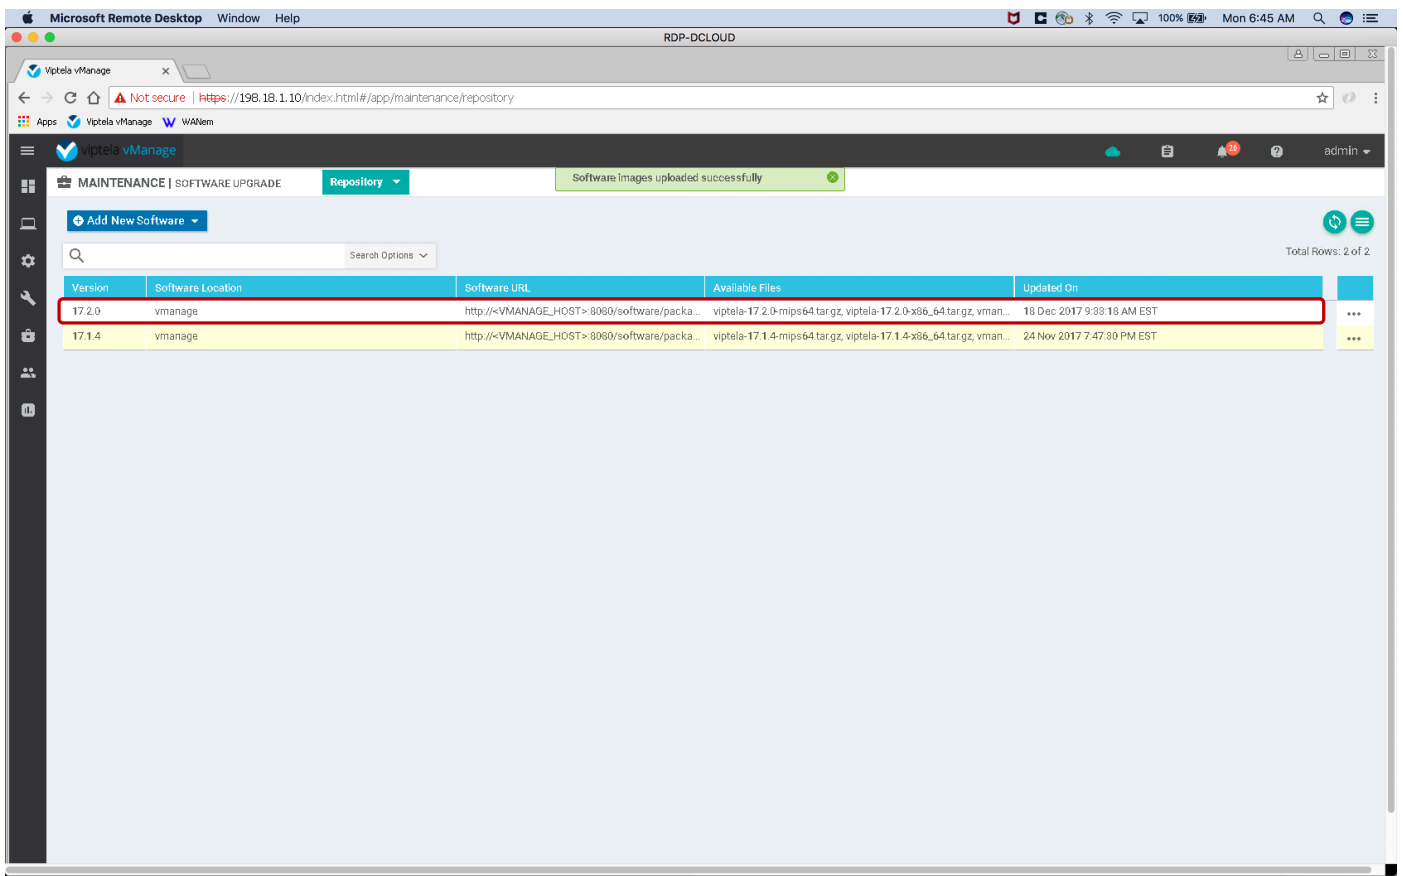 Microsoft Remote Desktop Window Help 100% Mon 6:45 AM
RDP-DCLOUD
Viptela vManage
Not secure | https://198.18.1.10/index.html#/app/maintenance/repository
Apps Viptela vManage WANem
viptela vManage 20 admin
MAINTENANCE | SOFTWARE UPGRADE Repository Software images uploaded successfully
Add New Software
Search Options Total Rows: 2 of 2
Version Software Location Software URL Available Files Updated On
17.2.0 vmanage http://<VMANAGE_HOST>:8080/software/packa... viptela-17.2.0-mips64.tar.gz, viptela-17.2.0-x86_64.tar.gz, vman... 18 Dec 2017 9:33:18 AM EST
17.1.4 vmanage http://<VMANAGE_HOST>:8080/software/packa... viptela-17.1.4-mips64.tar.gz, viptela-17.1.4-x86_64.tar.gz, vman... 24 Nov 2017 7:47:30 PM EST